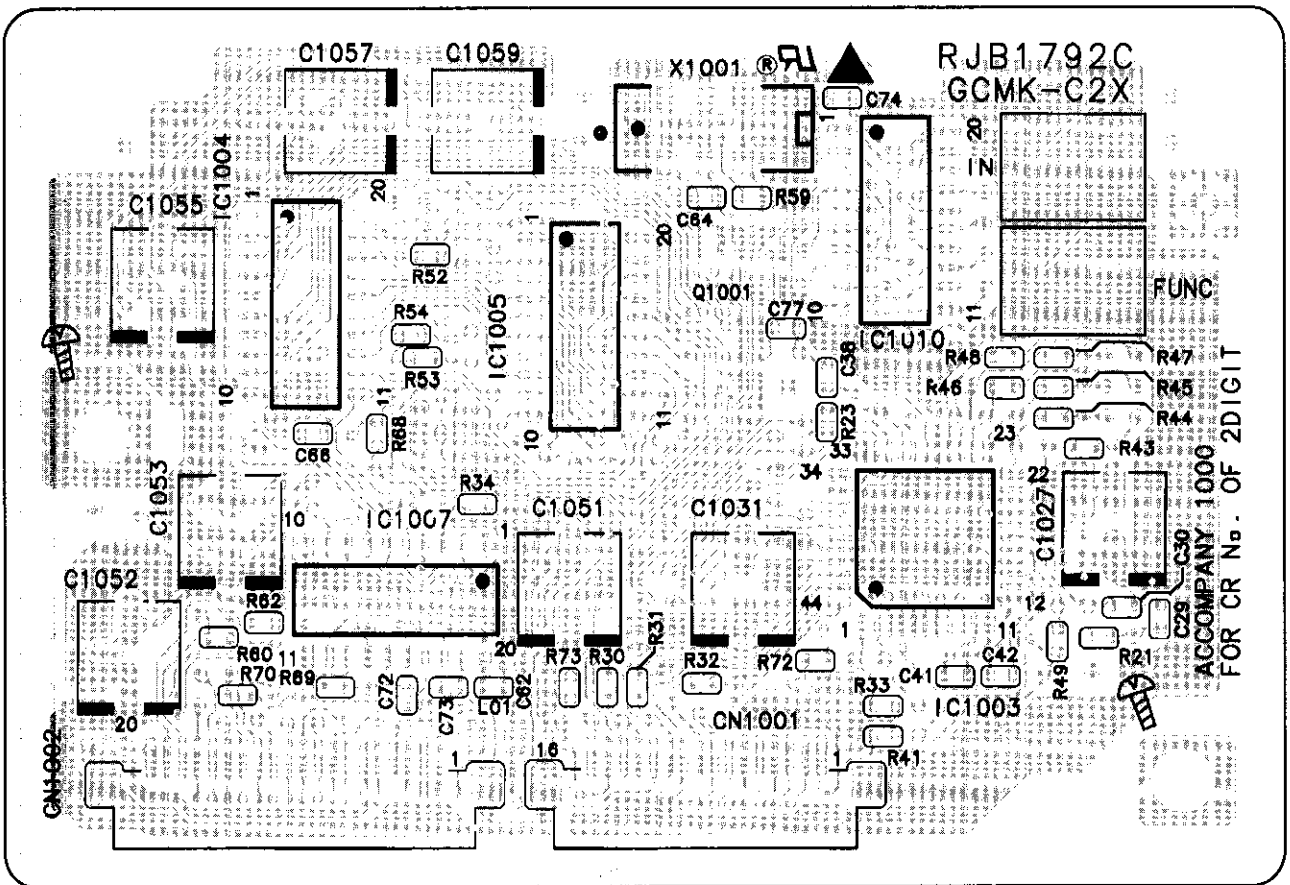 C1057
C1059
X1001 ®
RJB1792C
GCMK-C2X
C74
1
20
IN
IC1004
1
20
C1055
C64
R59
1
20
R52
Q1001
FUNC
R54
IC1005
C77
10
IC1010
11
R53
C38
R48
R47
R46
R45
10
11
R68
R23
R44
C66
10
11
33
23
R43
34
22
C1053
R34
IC1007
10
1
C1051
C1031
C1027
C30
C1052
R62
44
12
C29
R60
11
R70
R69
20
R73
R30
R31
R32
R72
1
11
C41
C42
R49
R21
C72
C73
L01
C62
CN1001
R33
IC1003
20
R41
CN1002
1
16
1
ACCOMPANY 1000
FOR CR No. OF 2DIGIT